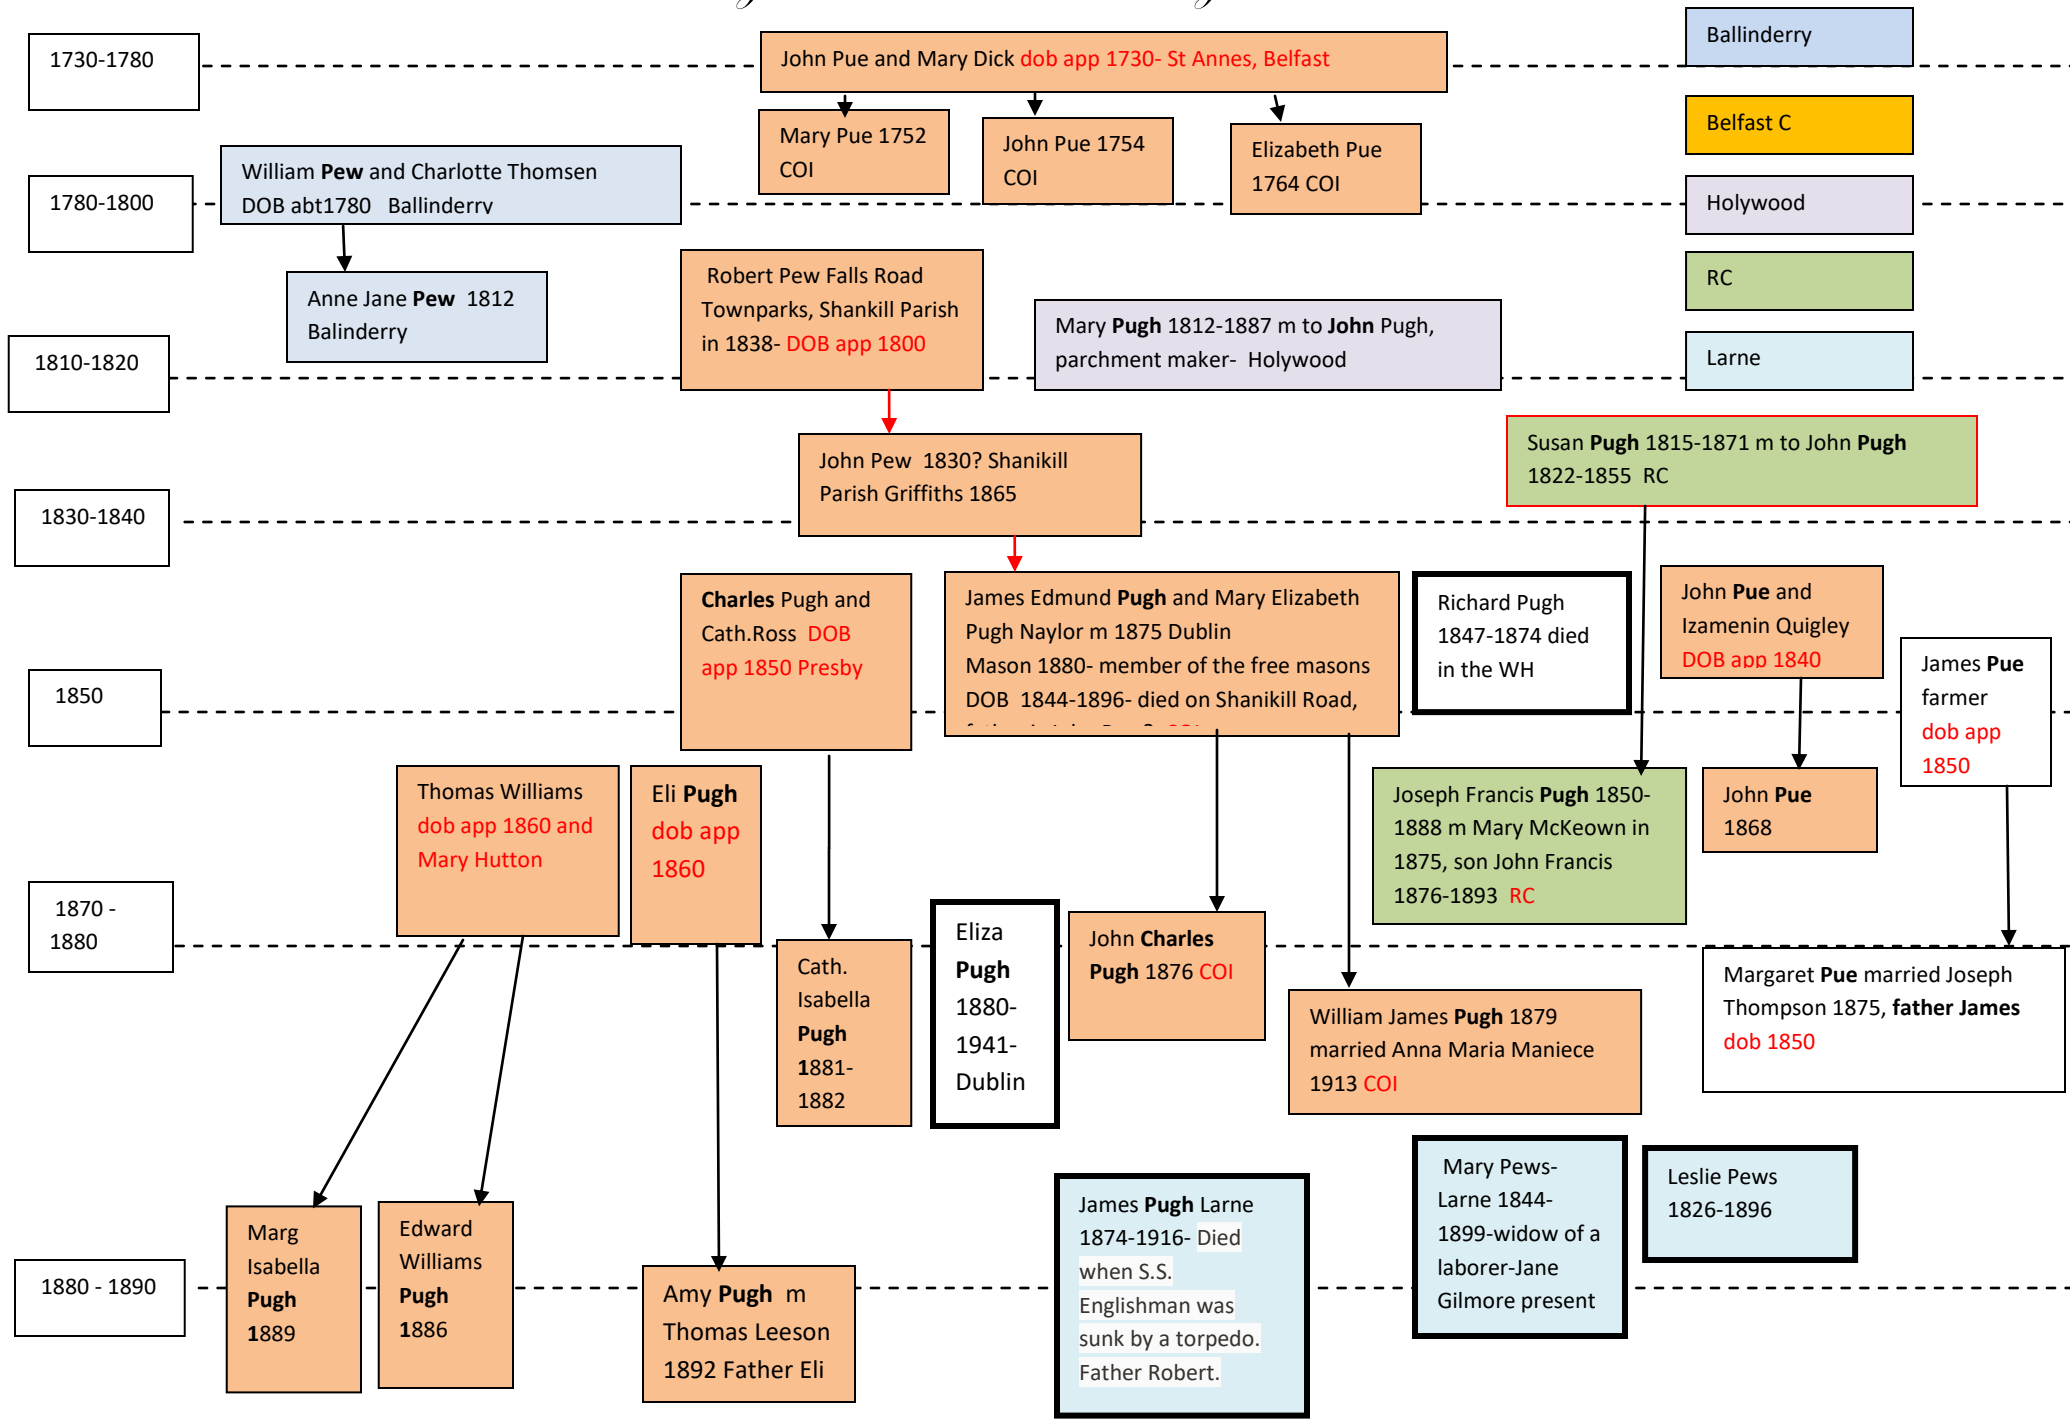 1730-1780
John Pue and Mary Dick dob app 1730- St Annes, Belfast
Ballinderry
Mary Pue 1752
COI
John Pue 1754
COI
Elizabeth Pue
1764 COI
Belfast C
William Pew and Charlotte Thomsen
DOB abt1780 Ballinderry
1780-1800
Holywood
Anne Jane Pew 1812
Balinderry
Robert Pew Falls Road
Townparks, Shankill Parish
in 1838- DOB app 1800
Mary Pugh 1812-1887 m to John Pugh,
parchment maker- Holywood
RC
1810-1820
Larne
John Pew 1830? Shanikill
Parish Griffiths 1865
Susan Pugh 1815-1871 m to John Pugh
1822-1855 RC
1830-1840
Charles Pugh and
Cath.Ross DOB
app 1850 Presby
James Edmund Pugh and Mary Elizabeth
Pugh Naylor m 1875 Dublin
Mason 1880- member of the free masons
DOB 1844-1896- died on Shanikill Road,
Richard Pugh
1847-1874 died
in the WH
John Pue and
Izamenin Quigley
DOB app 1840
James Pue
farmer
dob app
1850
1850
Thomas Williams
dob app 1860 and
Mary Hutton
Eli Pugh
dob app
1860
Joseph Francis Pugh 1850-
1888 m Mary McKeown in
1875, son John Francis
1876-1893 RC
John Pue
1868
1870 -
1880
Cath.
Isabella
Pugh
1881-
1882
Eliza
Pugh
1880-
1941-
Dublin
John Charles
Pugh 1876 COI
William James Pugh 1879
married Anna Maria Maniece
1913 COI
Margaret Pue married Joseph
Thompson 1875, father James
dob 1850
1880 - 1890
Marg
Isabella
Pugh
1889
Edward
Williams
Pugh
1886
Amy Pugh m
Thomas Leeson
1892 Father Eli
James Pugh Larne
1874-1916- Died
when S.S.
Englishman was
sunk by a torpedo.
Father Robert.
Mary Pews-
Larne 1844-
1899-widow of a
laborer-Jane
Gilmore present
Leslie Pews
1826-1896